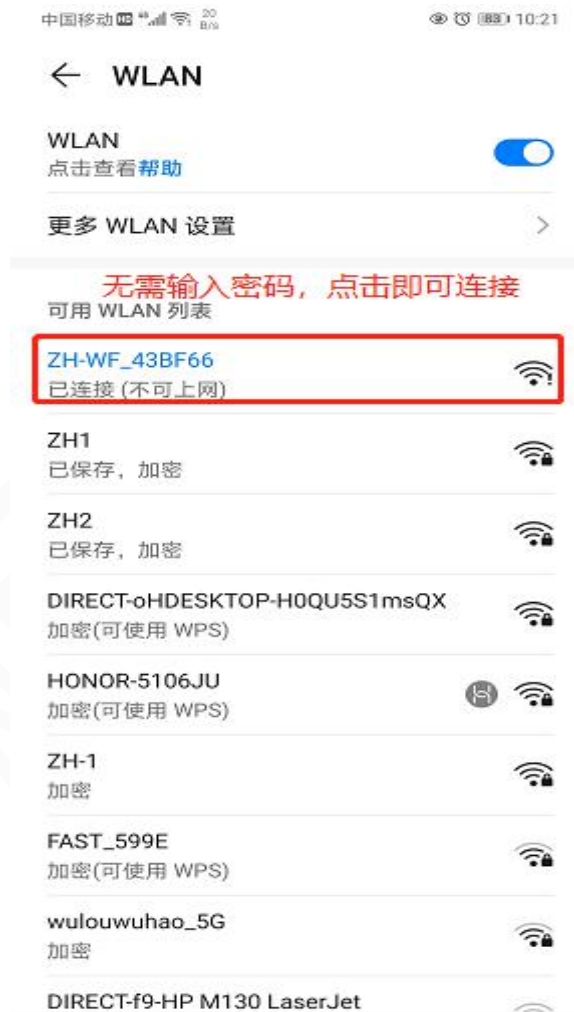 中国移动 HD 46 20 B/s 10:21
WLAN
WLAN
点击查看帮助
更多 WLAN 设置
无需输入密码，点击即可连接
可用 WLAN 列表
ZH-WF_43BF66
已连接 (不可上网)
ZH1
已保存，加密
ZH2
已保存，加密
DIRECT-oHDESKTOP-H0QU5S1msQX
加密(可使用 WPS)
HONOR-5106JU
加密(可使用 WPS)
ZH-1
加密
FAST_599E
加密(可使用 WPS)
wulouwuhao_5G
加密
DIRECT-f9-HP M130 LaserJet